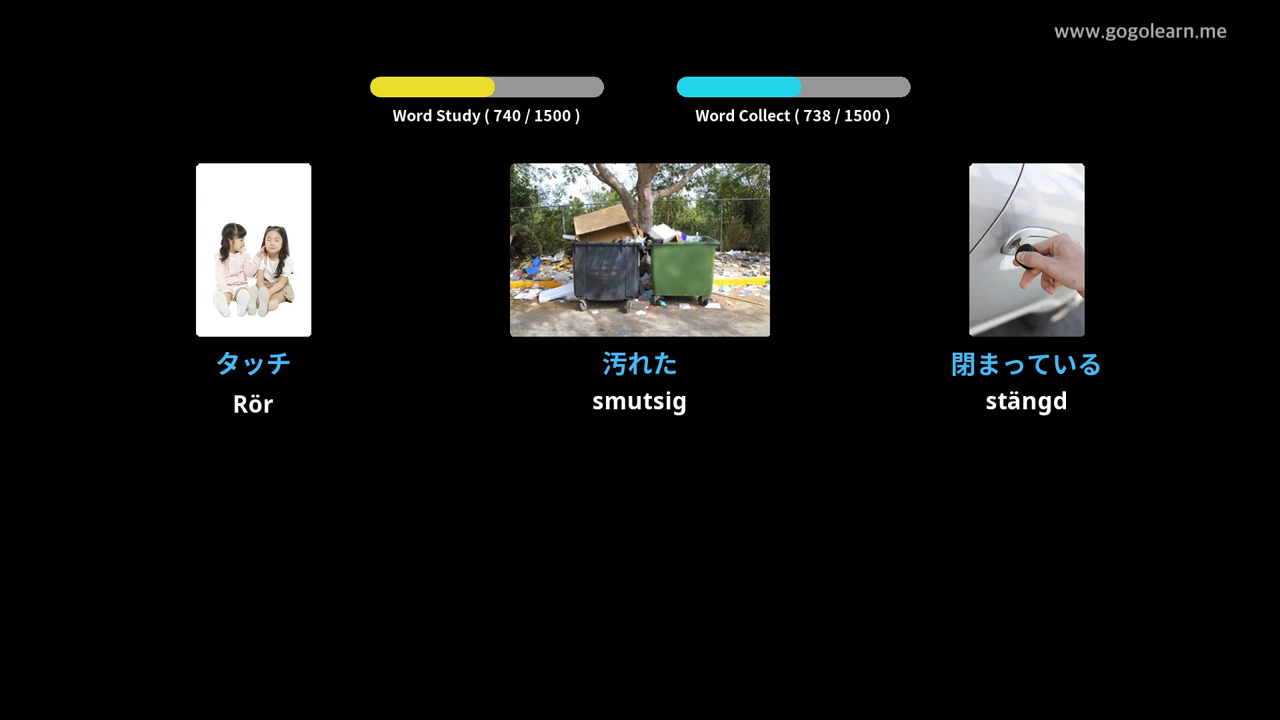 www.gogolearn.me
Word Study ( 740 / 1500 )
Word Collect ( 738 / 1500 )
タッチ
Rör
汚れた
smutsig
閉まっている
stängd